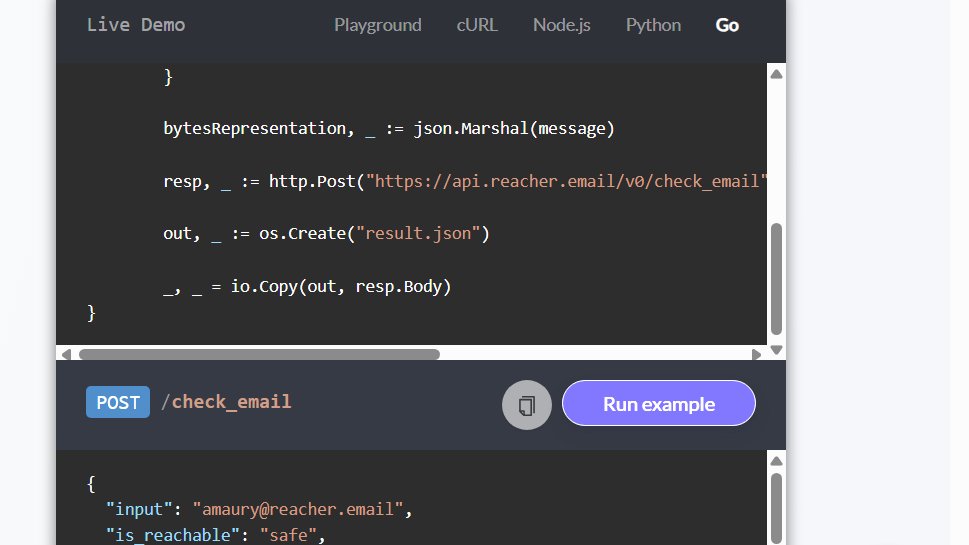 Live Demo Playground cURL Node.js Python Go
}
bytesRepresentation, _ := json.Marshal(message)
resp, _ := http.Post("https://api.reacher.email/v0/check_email"
out, _ := os.Create("result.json")
_, _ = io.Copy(out, resp.Body)
}
POST /check_email Run example
{
"input": "amaury@reacher.email",
"is_reachable": "safe",